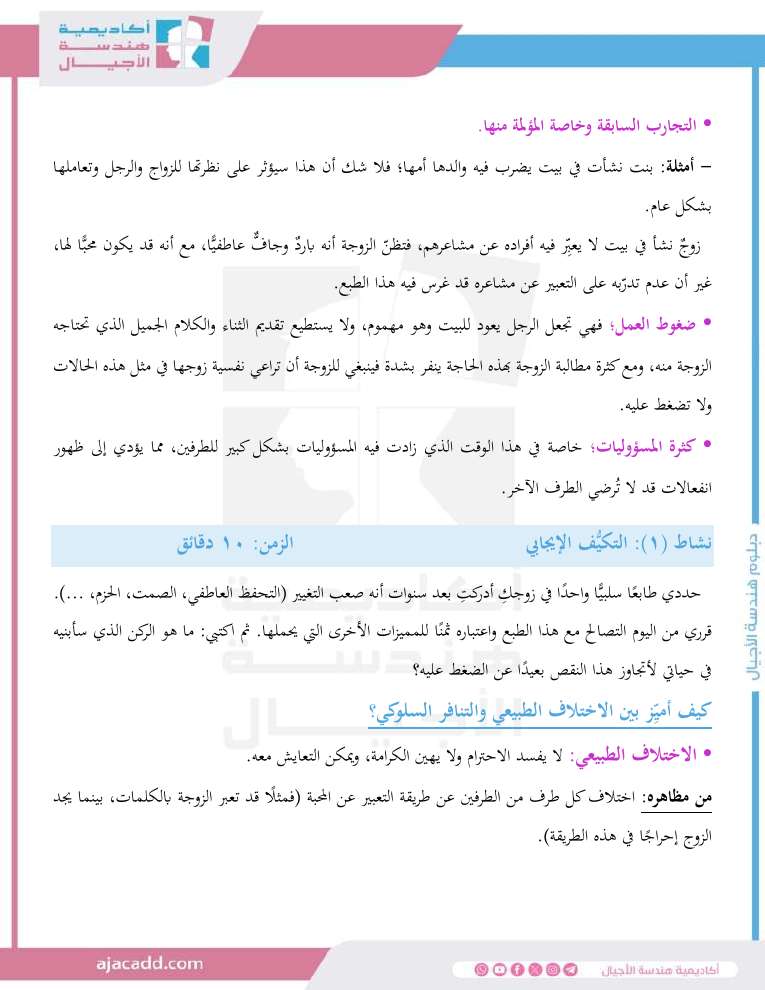 أكاديمية
هندسة
الأجيال
• التجارب السابقة وخاصة المؤلمة منها.
– أمثلة: بنت نشأت في بيت يضرب فيه والدها أمها؛ فلا شك أن هذا سيؤثر على نظرتها للزواج والرجل وتعاملها
بشكل عام.
زوجٌ نشأ في بيت لا يعبِّر فيه أفراده عن مشاعرهم، فتظنّ الزوجة أنه باردٌ وجافٌّ عاطفيًّا، مع أنه قد يكون محبًّا لها،
غير أن عدم تدرّبه على التعبير عن مشاعره قد غرس فيه هذا الطبع.
• ضغوط العمل؛ فهي تجعل الرجل يعود للبيت وهو مهموم، ولا يستطيع تقديم الثناء والكلام الجميل الذي تحتاجه
الزوجة منه، ومع كثرة مطالبة الزوجة بهذه الحاجة ينفر بشدة فينبغي للزوجة أن تراعي نفسية زوجها في مثل هذه الحالات
ولا تضغط عليه.
• كثرة المسؤوليات؛ خاصة في هذا الوقت الذي زادت فيه المسؤوليات بشكل كبير للطرفين، مما يؤدي إلى ظهور
انفعالات قد لا تُرضي الطرف الآخر.
نشاط (١): التكيُّف الإيجابي الزمن: ١٠ دقائق
حددي طابعًا سلبيًّا واحدًا في زوجكِ أدركتِ بعد سنوات أنه صعب التغيير (التحفظ العاطفي، الصمت، الحزم، ...).
قرري من اليوم التصالح مع هذا الطبع واعتباره ثمنًا للمميزات الأخرى التي يحملها. ثم اكتبي: ما هو الركن الذي سأبنيه
في حياتي لأتجاوز هذا النقص بعيدًا عن الضغط عليه؟
كيف أميِّز بين الاختلاف الطبيعي والتنافر السلوكي؟
• الاختلاف الطبيعي: لا يفسد الاحترام ولا يهين الكرامة، ويمكن التعايش معه.
من مظاهره: اختلاف كل طرف من الطرفين عن طريقة التعبير عن المحبة (فمثلًا قد تعبر الزوجة بالكلمات، بينما يجد
الزوج إحراجًا في هذه الطريقة).
دبلوم هندسة الأجيال
أكاديمية
هندسة
الأجيال
أكاديمية هندسة الأجيال
ajacadd.com